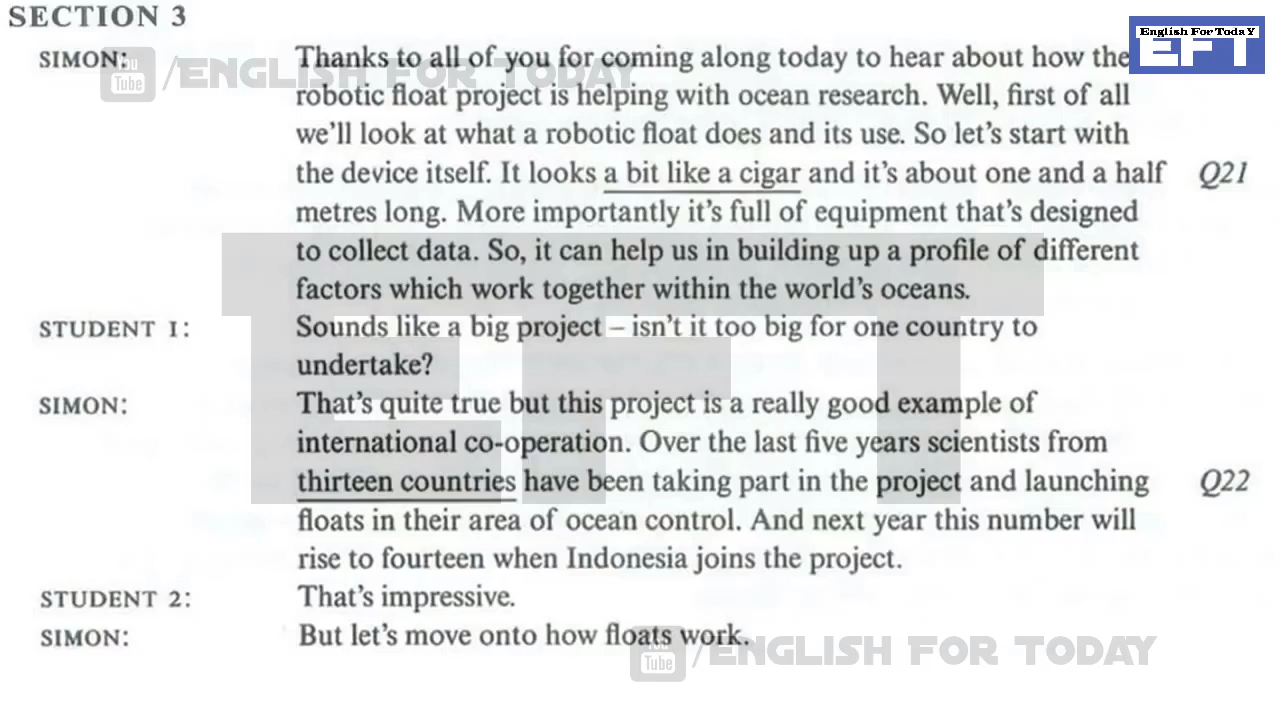 SECTION 3
English For TodaY
EFT
You Tube /ENGLISH FOR TODAY
SIMON: Thanks to all of you for coming along today to hear about how the
robotic float project is helping with ocean research. Well, first of all
we'll look at what a robotic float does and its use. So let's start with
the device itself. It looks a bit like a cigar and it's about one and a half Q21
metres long. More importantly it's full of equipment that's designed
to collect data. So, it can help us in building up a profile of different
factors which work together within the world's oceans.
STUDENT 1: Sounds like a big project – isn't it too big for one country to
undertake?
SIMON: That's quite true but this project is a really good example of
international co-operation. Over the last five years scientists from
thirteen countries have been taking part in the project and launching Q22
floats in their area of ocean control. And next year this number will
rise to fourteen when Indonesia joins the project.
STUDENT 2: That's impressive.
SIMON: But let's move onto how floats work.
You Tube /ENGLISH FOR TODAY
EFT